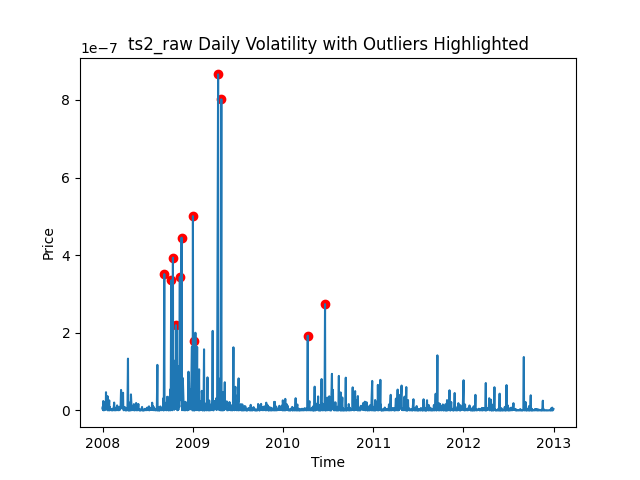 ts2_raw Daily Volatility with Outliers Highlighted
1e−7
8
6
4
2
0
Price
2008 2009 2010 2011 2012 2013
Time